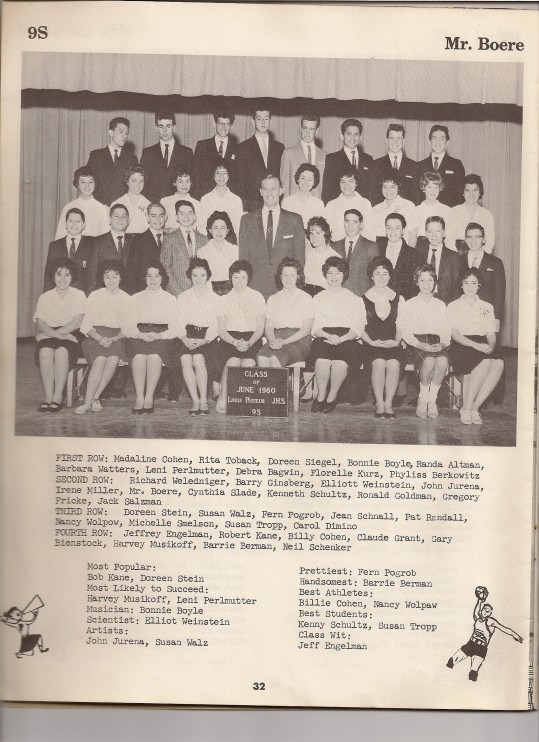 9S
Mr. Boere
CLASS
OF
JUNE 1960
LOUIS PASTEUR JHS
9S
FIRST ROW: Madaline Cohen, Rita Toback, Doreen Siegel, Bonnie Boyle, Randa Altman,
Barbara Watters, Leni Perlmutter, Debra Bagwin, Florelle Kurz, Phyliss Berkowitz
SECOND ROW: Richard Weledniger, Barry Ginsberg, Elliott Weinstein, John Jurena,
Irene Miller, Mr. Boere, Cynthia Slade, Kenneth Schultz, Ronald Goldman, Gregory
Fricke, Jack Salzman
THIRD ROW: Doreen Stein, Susan Walz, Fern Pogrob, Jean Schnall, Pat Randall,
Nancy Wolpow, Michelle Smelson, Susan Tropp, Carol Dimino
FOURTH ROW: Jeffrey Engelman, Robert Kane, Billy Cohen, Claude Grant, Gary
Bienstock, Harvey Musikoff, Barrie Berman, Neil Schenker
Most Popular:
Bob Kane, Doreen Stein
Most Likely to Succeed:
Harvey Musikoff, Leni Perlmutter
Musician: Bonnie Boyle
Scientist: Elliot Weinstein
Artists:
John Jurena, Susan Walz
Prettiest: Fern Pogrob
Handsomest: Barrie Berman
Best Athletes:
Billie Cohen, Nancy Wolpaw
Best Students:
Kenny Schultz, Susan Tropp
Class Wit:
Jeff Engelman
32